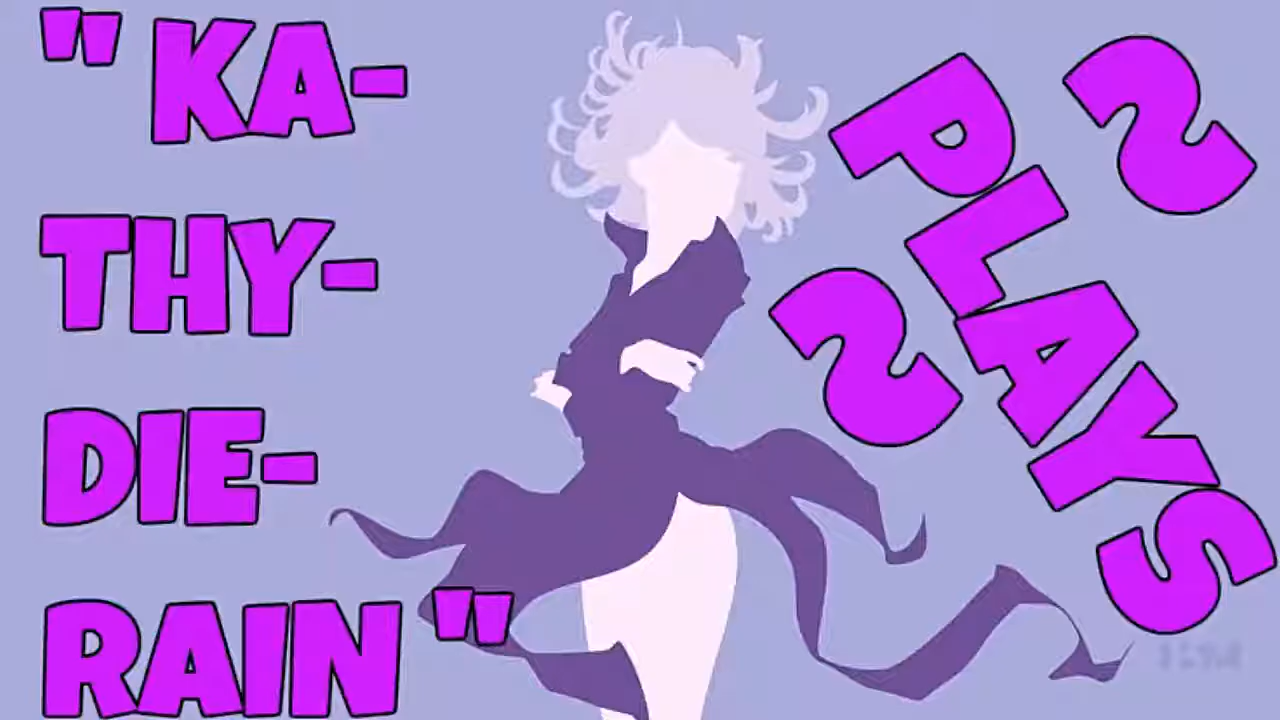 " KA-
THY-
DIE-
RAIN "
S
PLAYS
S